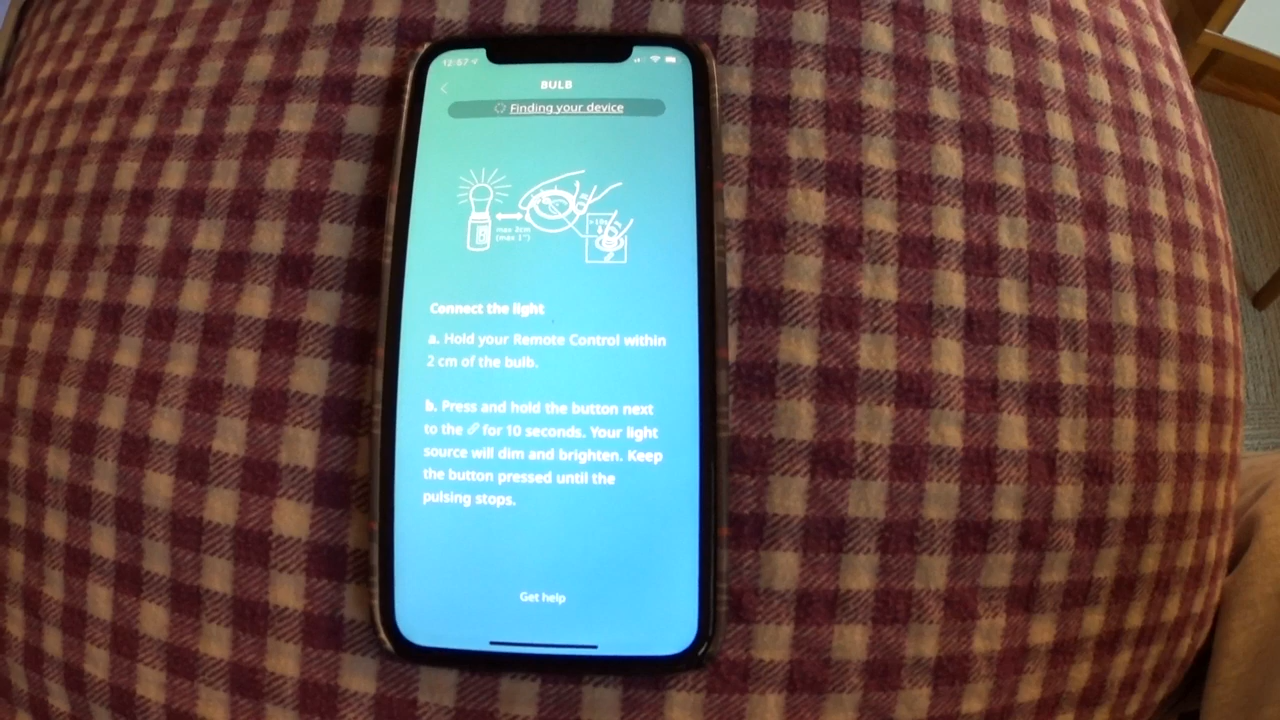 12:57
BULB
Finding your device
max 2cm
(max 1")
>10s
Connect the light
a. Hold your Remote Control within
2 cm of the bulb.
b. Press and hold the button next
to the for 10 seconds. Your light
source will dim and brighten. Keep
the button pressed until the
pulsing stops.
Get help